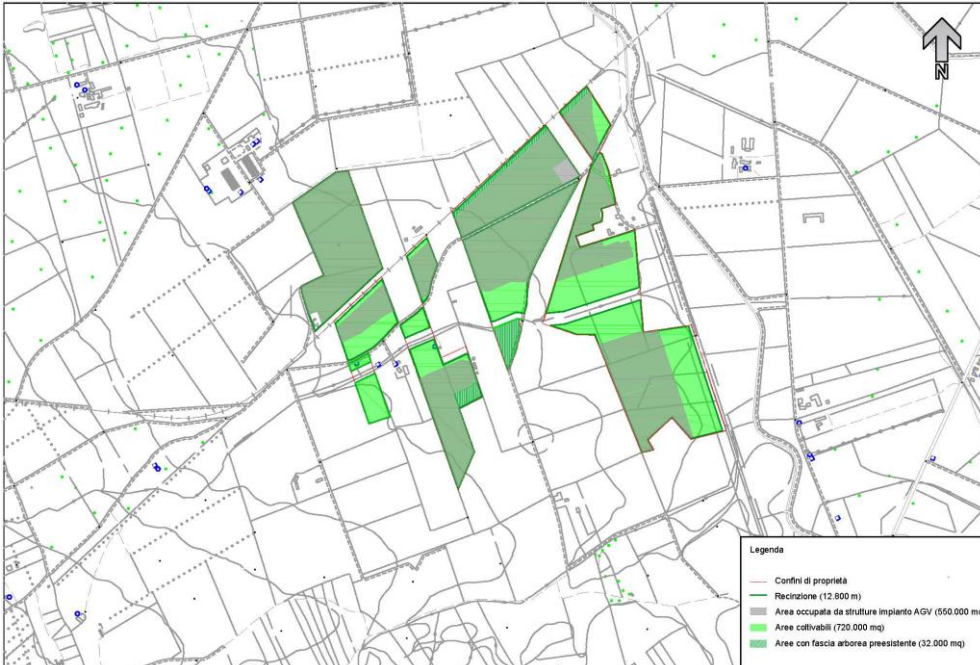 N
Legenda
Confini di proprietà
Recinzione (12.800 m)
Area occupata da strutture impianto AGV (550.000 mq
Aree coltivabili (720.000 mq)
Aree con fascia arborea preesistente (32.000 mq)